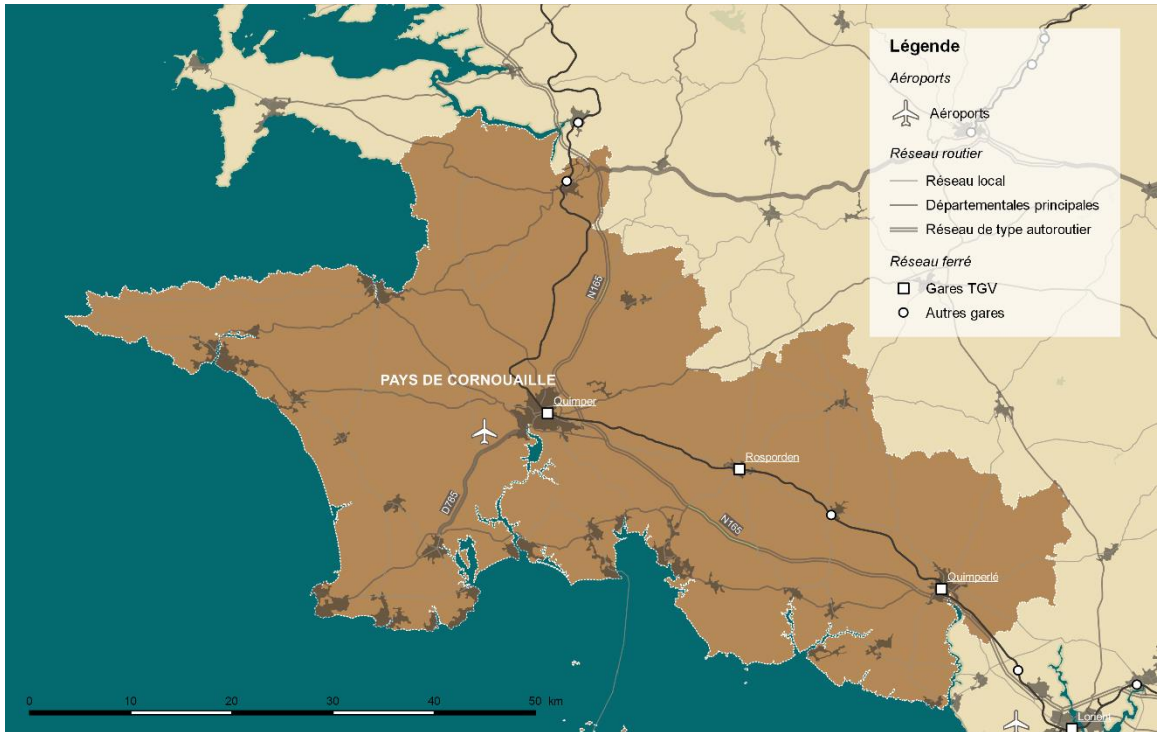 Légende
Aéroports
Aéroports
Réseau routier
Réseau local
Départementales principales
Réseau de type autoroutier
Réseau ferré
Gares TGV
Autres gares
N165
PAYS DE CORNOUAILLE
Quimper
Rosporden
D785
N165
Quimperlé
0 10 20 30 40 50 km
Lorient